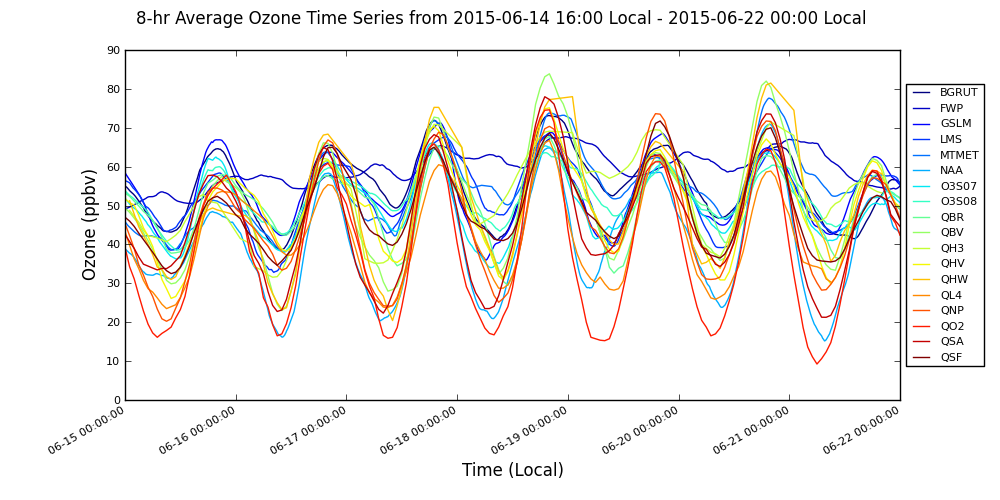 8-hr Average Ozone Time Series from 2015-06-14 16:00 Local - 2015-06-22 00:00 Local
Ozone (ppbv)
90
80
70
60
50
40
30
20
10
0
06-15 00:00:00
06-16 00:00:00
06-17 00:00:00
06-18 00:00:00
06-19 00:00:00
06-20 00:00:00
06-21 00:00:00
06-22 00:00:00
Time (Local)
BGRUT
FWP
GSLM
LMS
MTMET
NAA
O3S07
O3S08
QBR
QBV
QH3
QHV
QHW
QL4
QNP
QO2
QSA
QSF